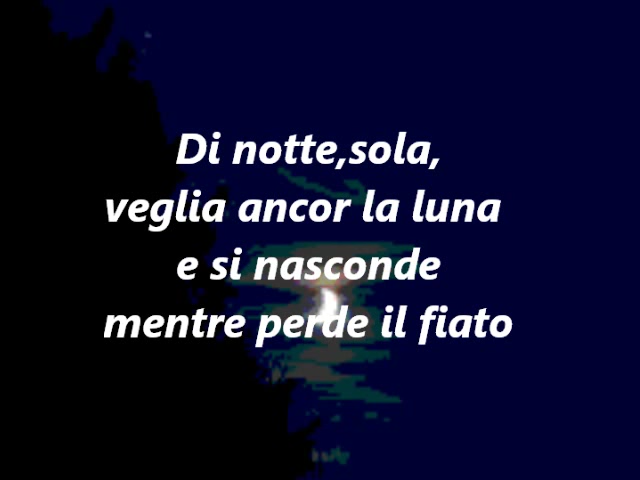 Di notte,sola,
veglia ancor la luna
e si nasconde
mentre perde il fiato